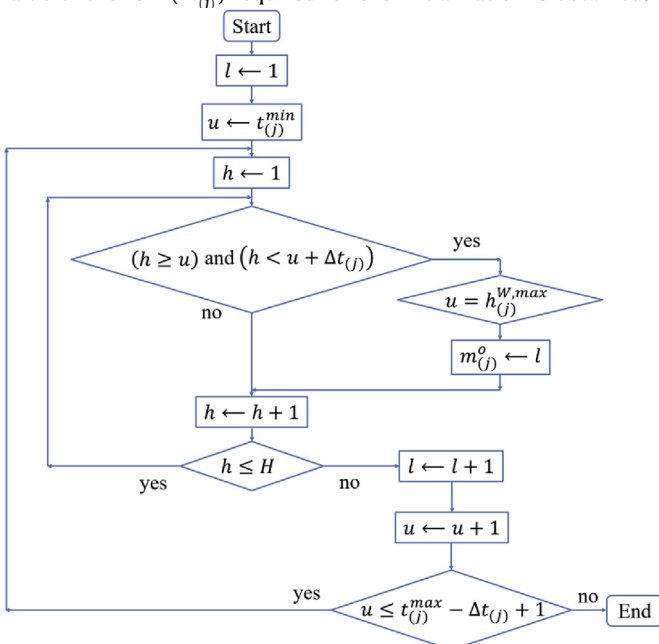 Start
l ← 1
u ← t_{(j)}^{min}
h ← 1
(h ≥ u) and (h < u + Δt_{(j)})
yes
no
u = h_{(j)}^{W,max}
m_{(j)}^{o} ← l
h ← h + 1
h ≤ H
yes
no
l ← l + 1
u ← u + 1
u ≤ t_{(j)}^{max} − Δt_{(j)} + 1
yes
no
End